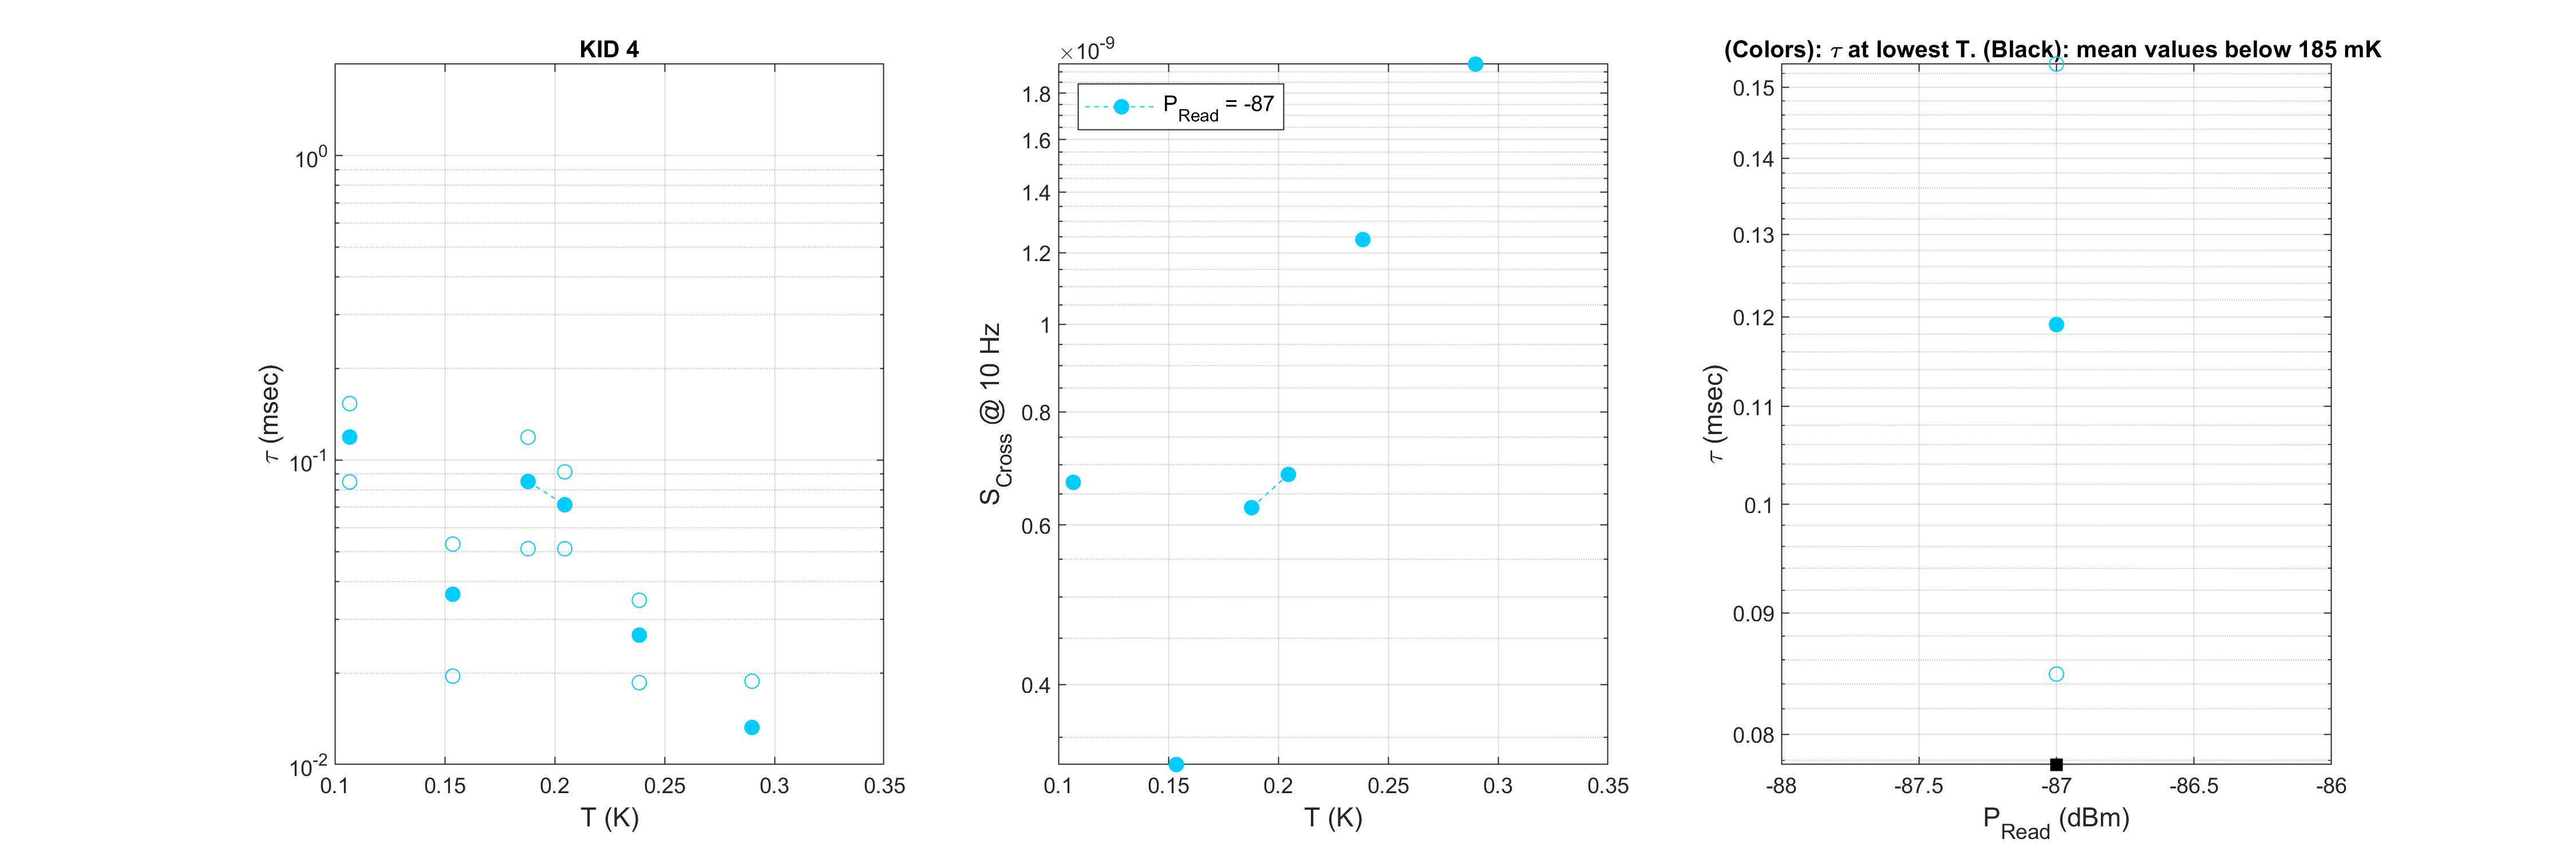 KID 4
10^0
10^-1
10^-2
0.1 0.15 0.2 0.25 0.3 0.35
T (K)
τ (msec)
×10^-9
P_Read = -87
1.8
1.6
1.4
1.2
1
0.8
0.6
0.4
0.1 0.15 0.2 0.25 0.3 0.35
T (K)
S_Cross @ 10 Hz
(Colors): τ at lowest T. (Black): mean values below 185 mK
0.15
0.14
0.13
0.12
0.11
0.1
0.09
0.08
-88 -87.5 -87 -86.5 -86
P_Read (dBm)
τ (msec)